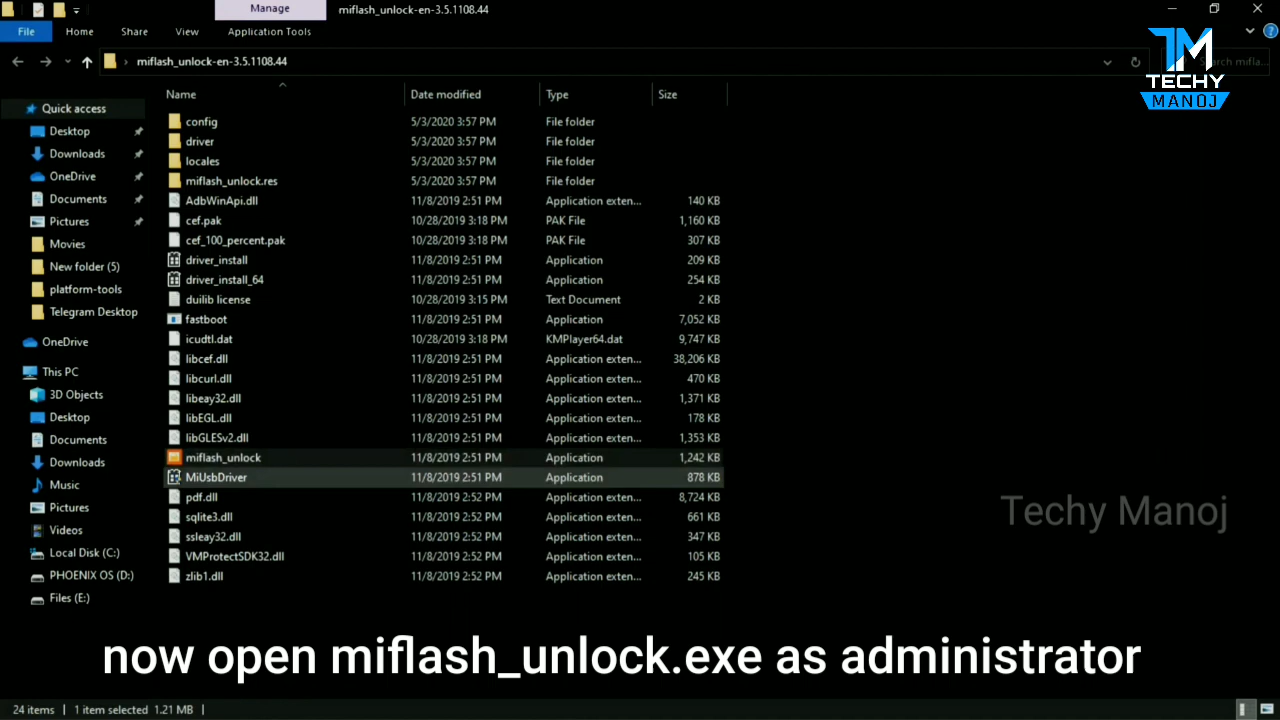 Manage
miflash_unlock-en-3.5.1108.44
File Home Share View Application Tools
miflash_unlock-en-3.5.1108.44
Search mifla...
TM
TECHY
MANOJ
Name Date modified Type Size
Quick access
Desktop
Downloads
OneDrive
Documents
Pictures
Movies
New folder (5)
platform-tools
Telegram Desktop
OneDrive
This PC
3D Objects
Desktop
Documents
Downloads
Music
Pictures
Videos
Local Disk (C:)
PHOENIX OS (D:)
Files (E:)
config 5/3/2020 3:57 PM File folder
driver 5/3/2020 3:57 PM File folder
locales 5/3/2020 3:57 PM File folder
miflash_unlock.res 5/3/2020 3:57 PM File folder
AdbWinApi.dll 11/8/2019 2:51 PM Application exten... 140 KB
cef.pak 10/28/2019 3:18 PM PAK File 1,160 KB
cef_100_percent.pak 10/28/2019 3:18 PM PAK File 307 KB
driver_install 11/8/2019 2:51 PM Application 209 KB
driver_install_64 11/8/2019 2:51 PM Application 254 KB
duilib license 10/28/2019 3:15 PM Text Document 2 KB
fastboot 11/8/2019 2:51 PM Application 7,052 KB
icudtl.dat 10/28/2019 3:18 PM KMPlayer64.dat 9,747 KB
libcef.dll 11/8/2019 2:51 PM Application exten... 38,206 KB
libcurl.dll 11/8/2019 2:51 PM Application exten... 470 KB
libeay32.dll 11/8/2019 2:51 PM Application exten... 1,371 KB
libEGL.dll 11/8/2019 2:51 PM Application exten... 178 KB
libGLESv2.dll 11/8/2019 2:51 PM Application exten... 1,353 KB
miflash_unlock 11/8/2019 2:51 PM Application 1,242 KB
MiUsbDriver 11/8/2019 2:51 PM Application 878 KB
pdf.dll 11/8/2019 2:52 PM Application exten... 8,724 KB
sqlite3.dll 11/8/2019 2:52 PM Application exten... 661 KB
ssleay32.dll 11/8/2019 2:52 PM Application exten... 347 KB
VMProtectSDK32.dll 11/8/2019 2:52 PM Application exten... 105 KB
zlib1.dll 11/8/2019 2:52 PM Application exten... 245 KB
Techy Manoj
now open miflash_unlock.exe as administrator
24 items 1 item selected 1.21 MB